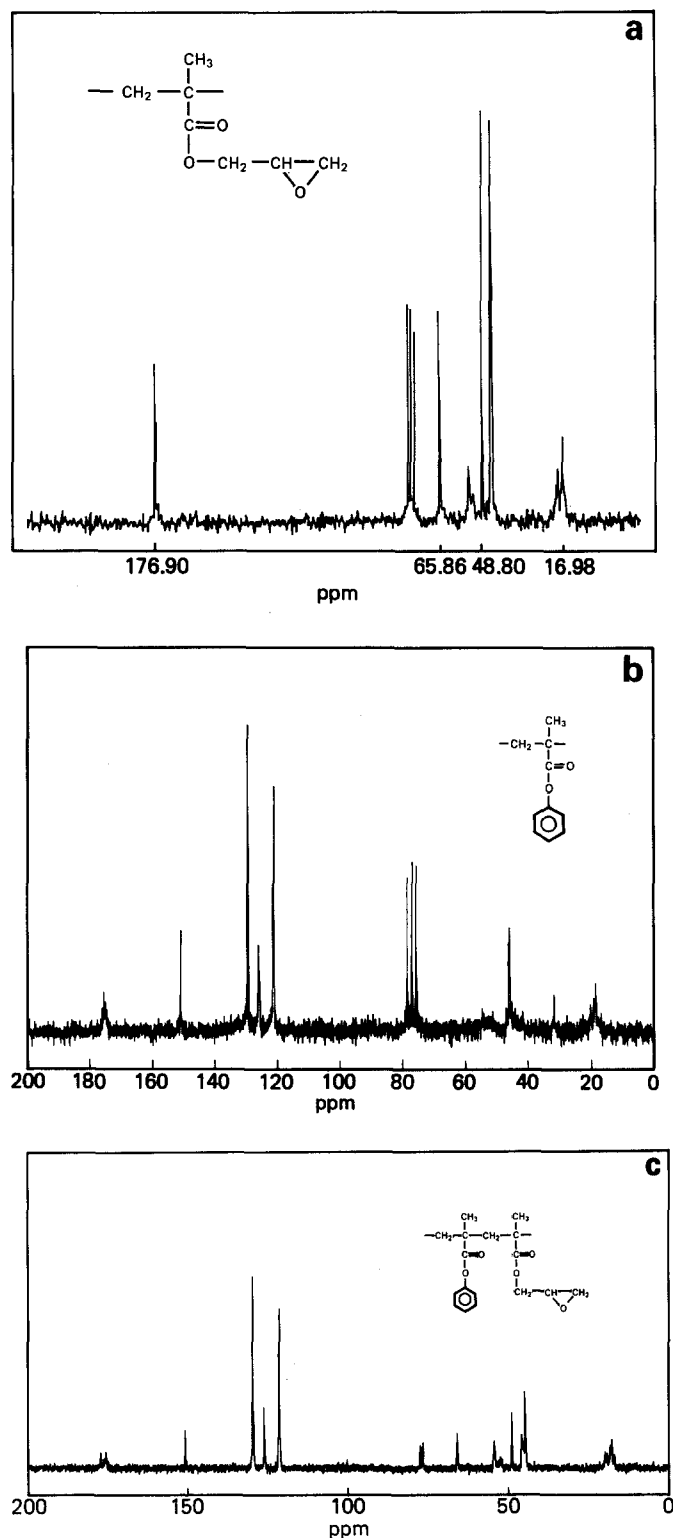 a
CH₃
— CH₂ — C —
C=O
O—CH₂—CH—CH₂
O
176.90 65.86 48.80 16.98
ppm
b
CH₃
—CH₂—C—
C=O
O
200 180 160 140 120 100 80 60 40 20 0
ppm
c
CH₃ CH₃
—CH₂—C—CH₂—C—
C=O C=O
O O
CH₂—CH—CH₂
O
200 150 100 50 0
ppm